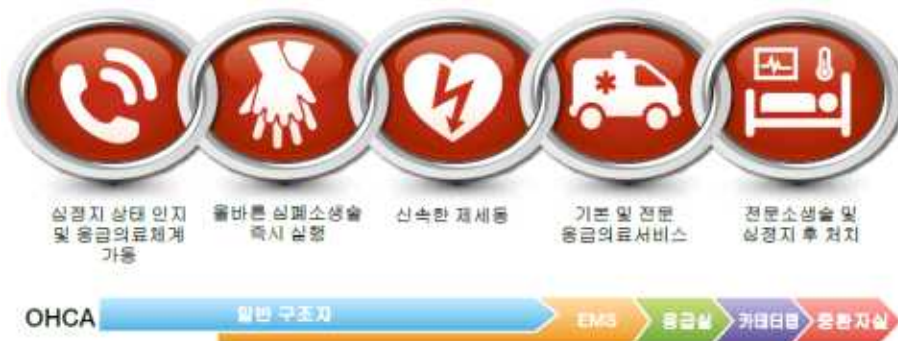 심정지 상태 인지
및 응급의료체계
가동
올바른 심폐소생술
즉시 실행
신속한 제세동
기본 및 전문
응급의료서비스
전문소생술 및
심정지 후 처치
OHCA
일반 구조자
EMS
응급실
카테터랩
중환자실